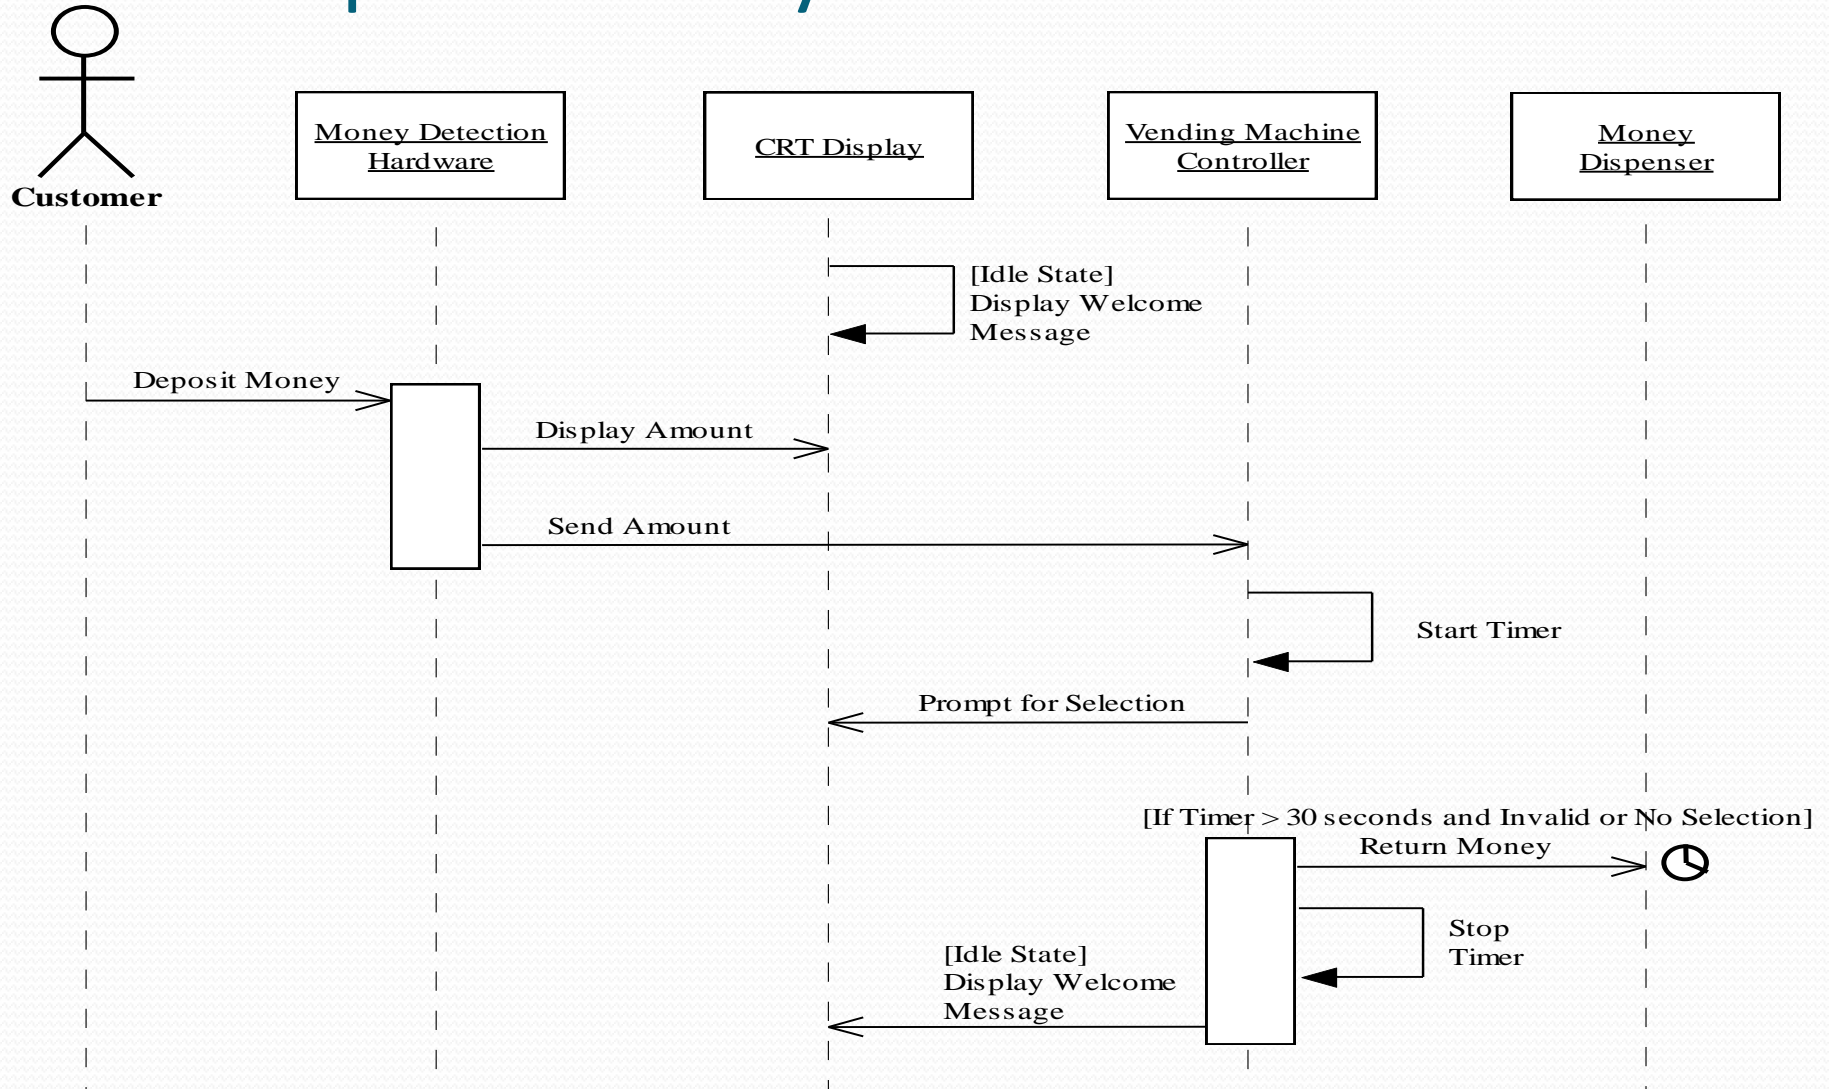 Money Detection
Hardware
CRT Display
Vending Machine
Controller
Money
Dispenser
Customer
[Idle State]
Display Welcome
Message
Deposit Money
Display Amount
Send Amount
Start Timer
Prompt for Selection
[If Timer > 30 seconds and Invalid or No Selection]
Return Money
Stop
Timer
[Idle State]
Display Welcome
Message